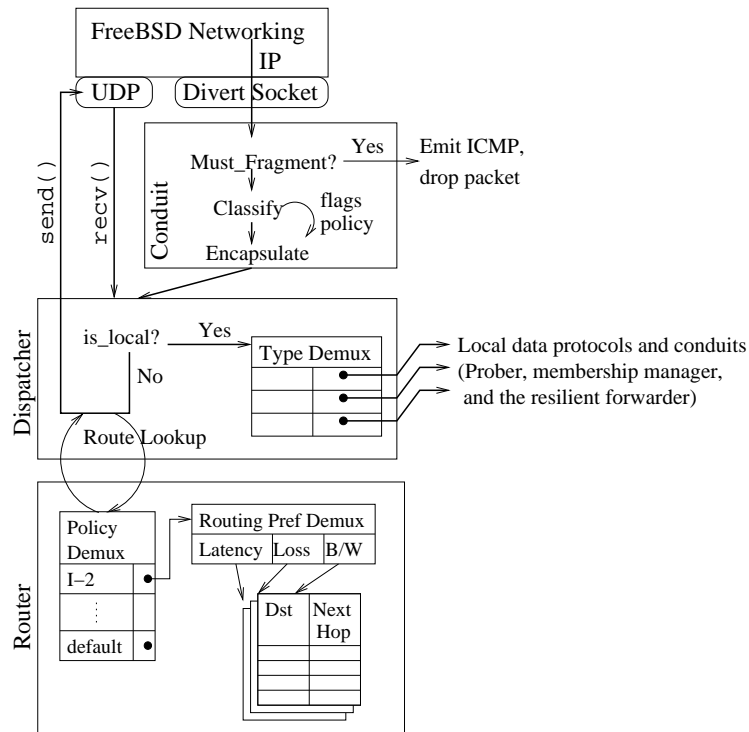 FreeBSD Networking
IP
UDP
Divert Socket
send()
recv()
Conduit
Must_Fragment?
Yes
Emit ICMP,
drop packet
Classify
flags
policy
Encapsulate
Dispatcher
is_local?
Yes
No
Type Demux
Local data protocols and conduits
(Prober, membership manager,
and the resilient forwarder)
Route Lookup
Router
Policy
Demux
I–2
default
Routing Pref Demux
Latency Loss B/W
Dst Next
Hop